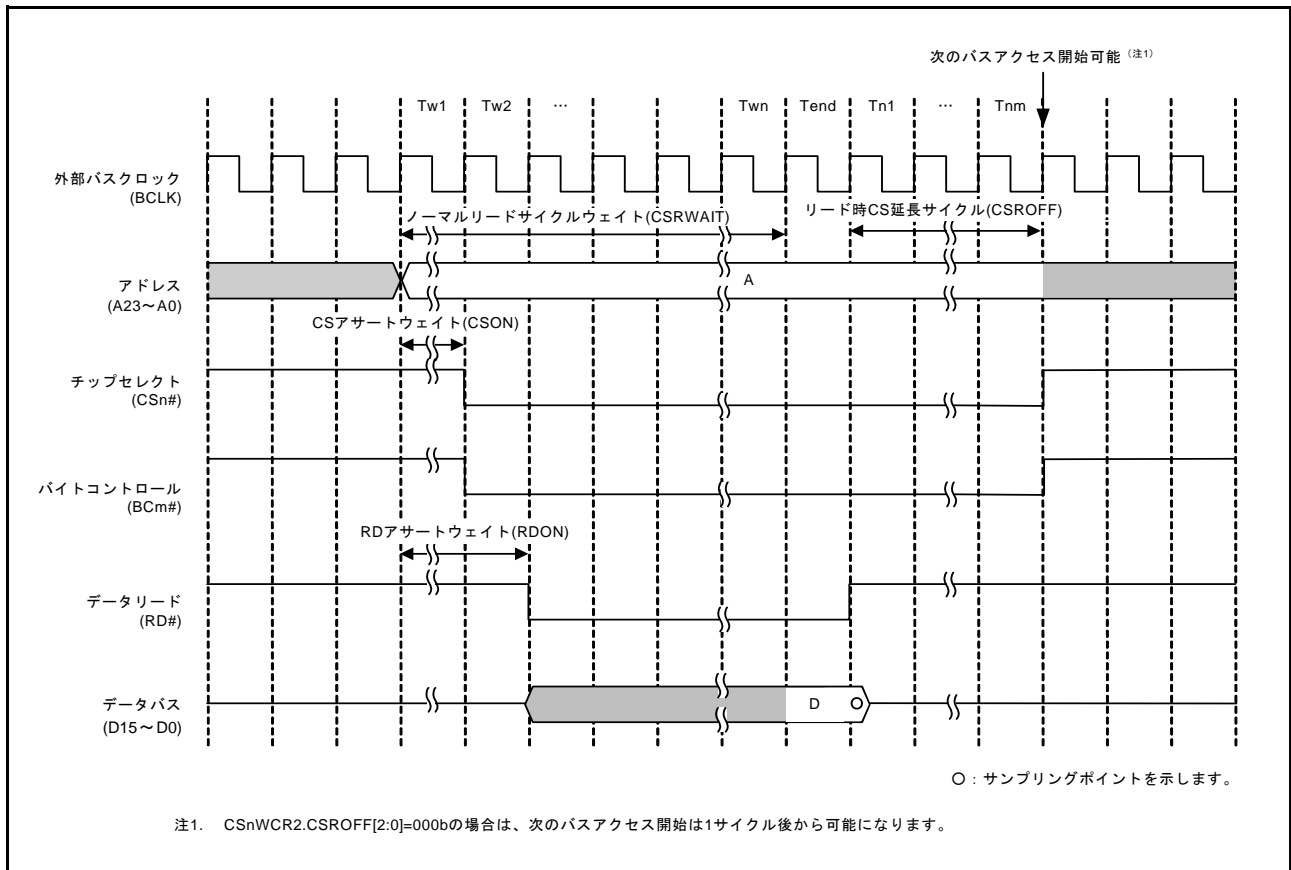 次のバスアクセス開始可能（注1）
Tw1 Tw2 … Twn Tend Tn1 … Tnm
外部バスクロック
(BCLK)
ノーマルリードサイクルウェイト(CSRWAIT)
リード時CS延長サイクル(CSROFF)
アドレス
(A23～A0)
A
CSアサートウェイト(CSON)
チップセレクト
(CSn#)
バイトコントロール
(BCm#)
RDアサートウェイト(RDON)
データリード
(RD#)
データバス
(D15～D0)
D
○：サンプリングポイントを示します。
注1. CSnWCR2.CSROFF[2:0]=000bの場合は、次のバスアクセス開始は1サイクル後から可能になります。